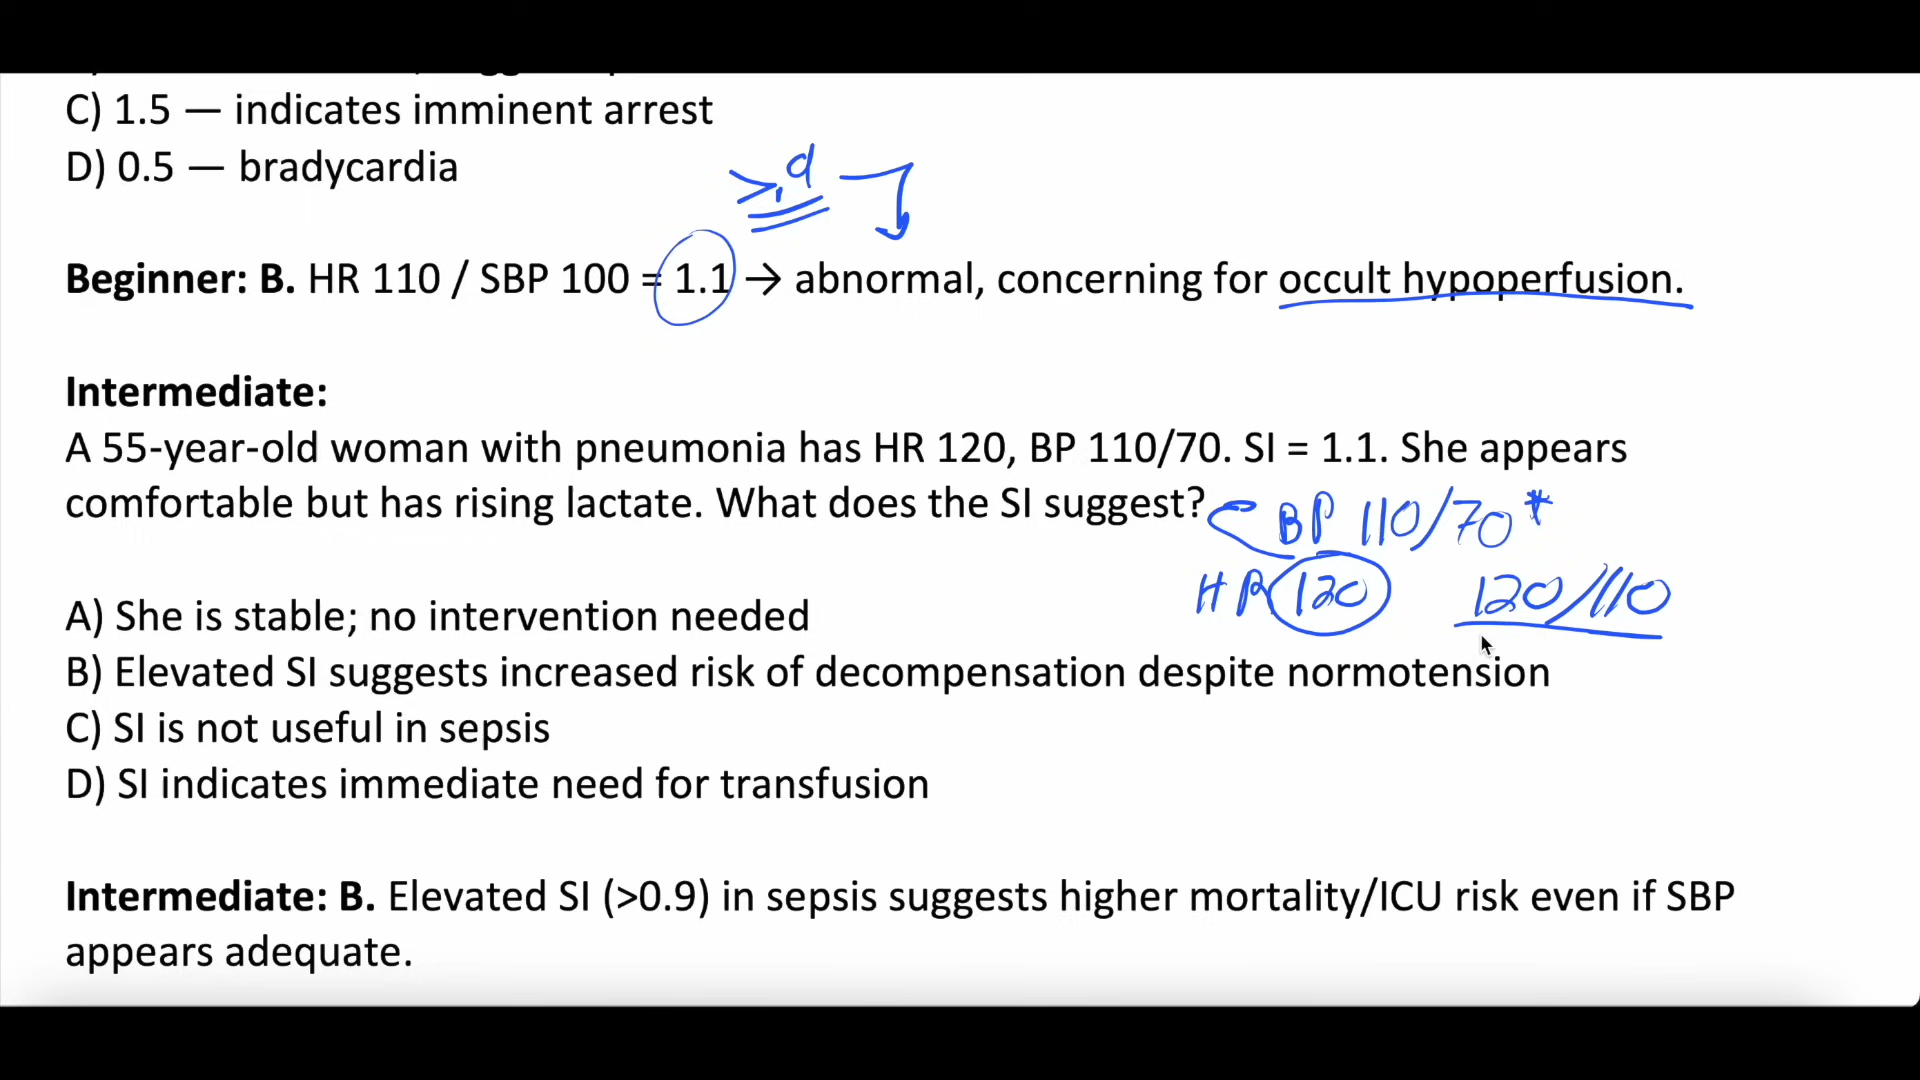 C) 1.5 — indicates imminent arrest
D) 0.5 — bradycardia
>.9
Beginner: B. HR 110 / SBP 100 = 1.1 → abnormal, concerning for occult hypoperfusion.
Intermediate:
A 55-year-old woman with pneumonia has HR 120, BP 110/70. SI = 1.1. She appears
comfortable but has rising lactate. What does the SI suggest?
BP 110/70*
HR 120 120/110
A) She is stable; no intervention needed
B) Elevated SI suggests increased risk of decompensation despite normotension
C) SI is not useful in sepsis
D) SI indicates immediate need for transfusion
Intermediate: B. Elevated SI (>0.9) in sepsis suggests higher mortality/ICU risk even if SBP
appears adequate.